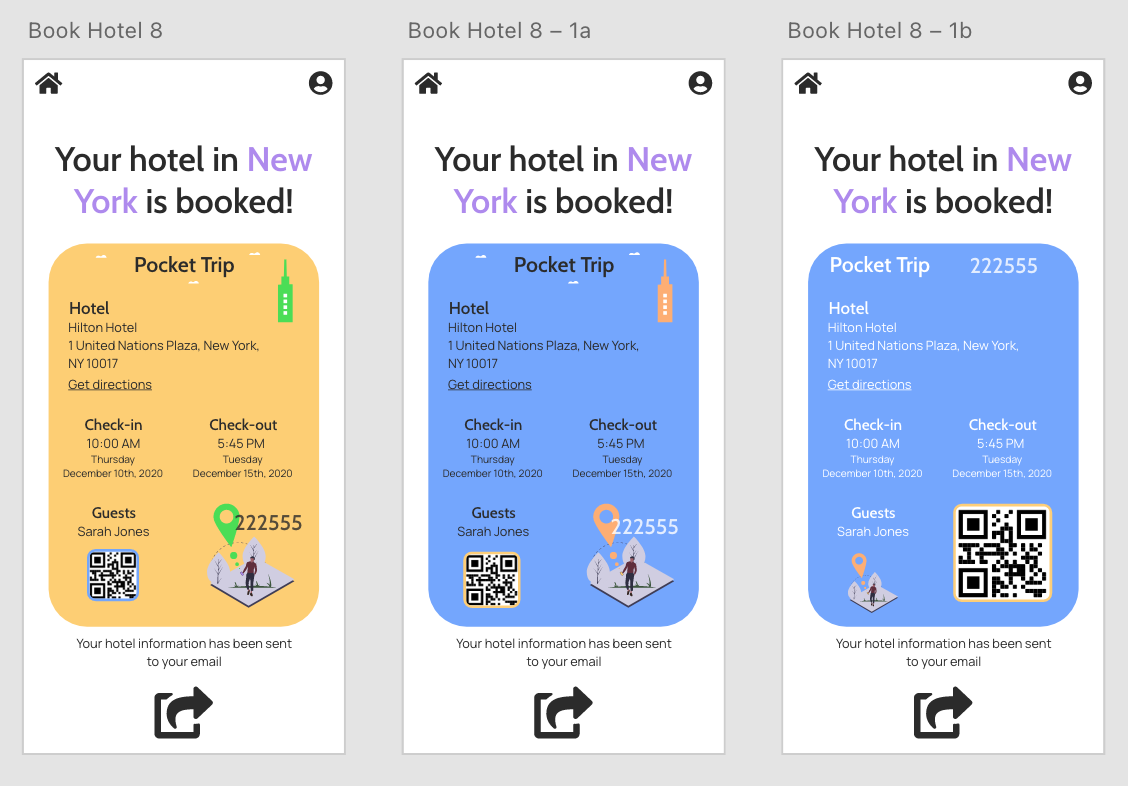 Book Hotel 8
Your hotel in New
York is booked!
Pocket Trip
Hotel
Hilton Hotel
1 United Nations Plaza, New York,
NY 10017
Get directions
Check-in
10:00 AM
Thursday
December 10th, 2020
Check-out
5:45 PM
Tuesday
December 15th, 2020
Guests
Sarah Jones
222555
Your hotel information has been sent
to your email
Book Hotel 8 – 1a
Your hotel in New
York is booked!
Pocket Trip
Hotel
Hilton Hotel
1 United Nations Plaza, New York,
NY 10017
Get directions
Check-in
10:00 AM
Thursday
December 10th, 2020
Check-out
5:45 PM
Tuesday
December 15th, 2020
Guests
Sarah Jones
222555
Your hotel information has been sent
to your email
Book Hotel 8 – 1b
Your hotel in New
York is booked!
Pocket Trip
222555
Hotel
Hilton Hotel
1 United Nations Plaza, New York,
NY 10017
Get directions
Check-in
10:00 AM
Thursday
December 10th, 2020
Check-out
5:45 PM
Tuesday
December 15th, 2020
Guests
Sarah Jones
Your hotel information has been sent
to your email